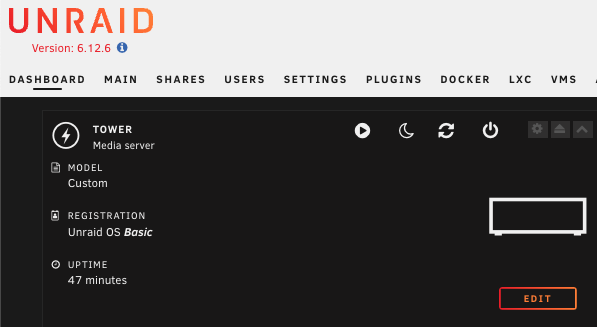 UNRAID
Version: 6.12.6
DASHBOARD MAIN SHARES USERS SETTINGS PLUGINS DOCKER LXC VMS
TOWER
Media server
MODEL
Custom
REGISTRATION
Unraid OS Basic
UPTIME
47 minutes
EDIT